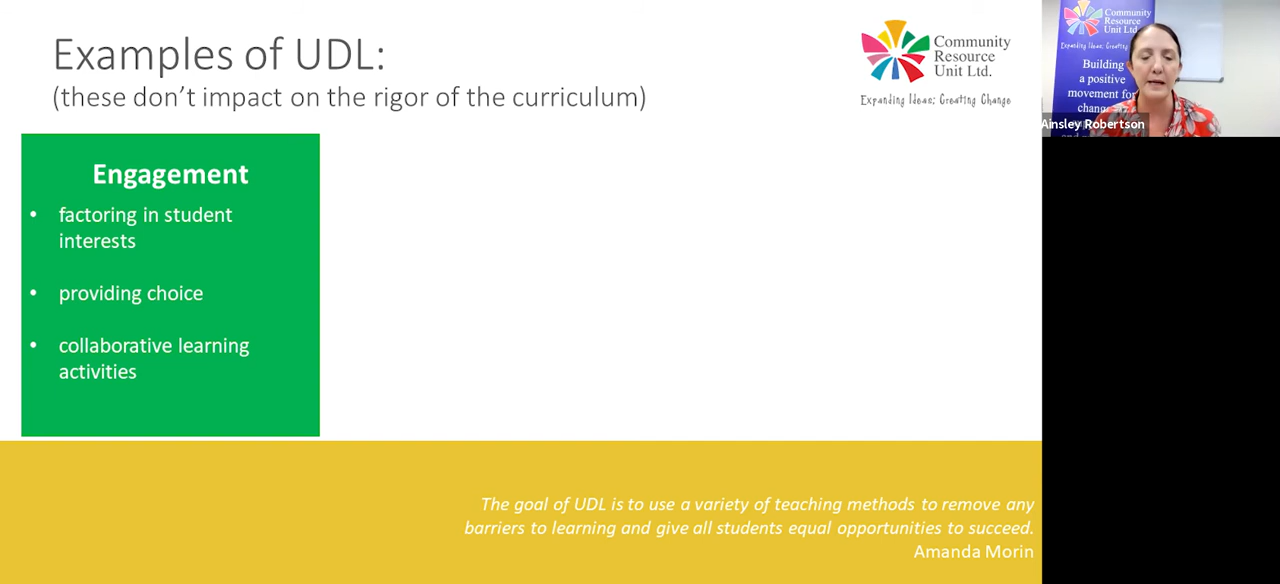 Examples of UDL:
(these don't impact on the rigor of the curriculum)
Community
Resource
Unit Ltd.
Expanding Ideas; Creating Change
Engagement
• factoring in student
interests
• providing choice
• collaborative learning
activities
The goal of UDL is to use a variety of teaching methods to remove any
barriers to learning and give all students equal opportunities to succeed.
Amanda Morin
Community
Resource
Unit Ltd.
Expanding Ideas; Creating
Building
a positive
movement for
Ainsley Robertson